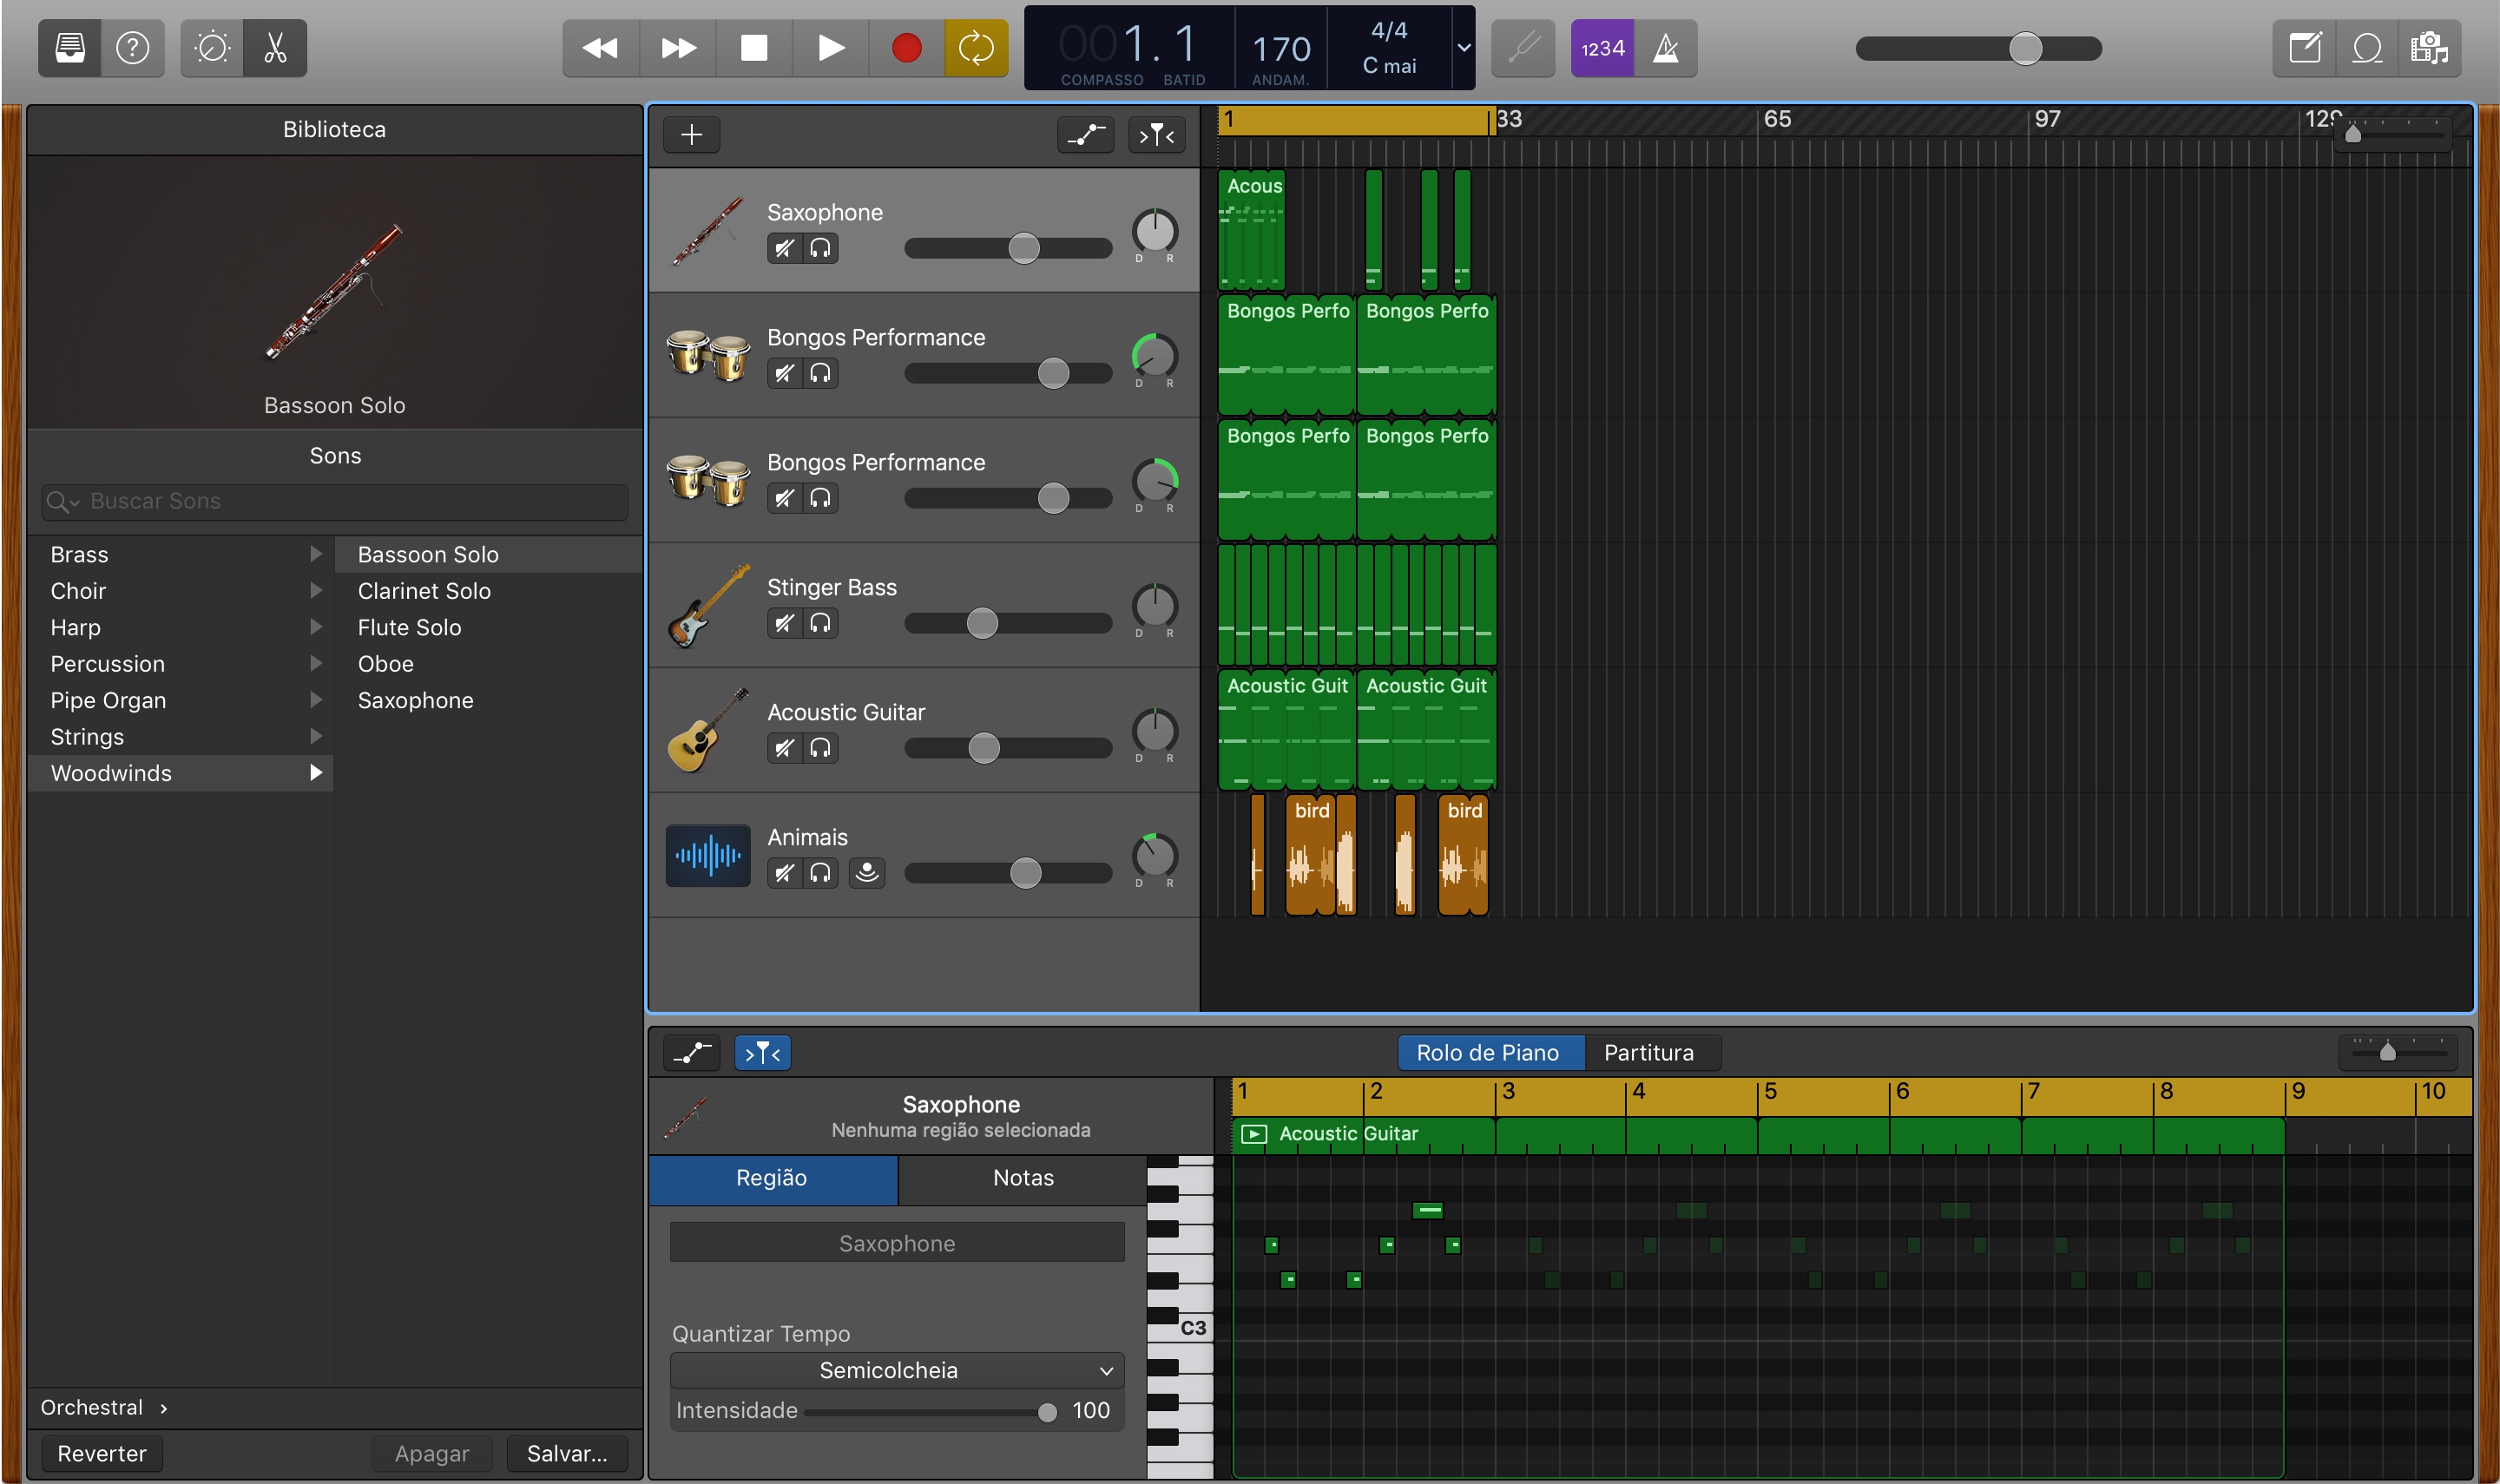 001. 1
COMPASSO BATID
170
ANDAM.
4/4
C mai
1234
Biblioteca
Bassoon Solo
Sons
Buscar Sons
Brass
Choir
Harp
Percussion
Pipe Organ
Strings
Woodwinds
Bassoon Solo
Clarinet Solo
Flute Solo
Oboe
Saxophone
Orchestral
Reverter
Apagar
Salvar...
1 33 65 97 129
Saxophone
D R
Acous
Bongos Performance
D R
Bongos Perfo Bongos Perfo
Bongos Performance
D R
Bongos Perfo Bongos Perfo
Stinger Bass
D R
Acoustic Guitar
D R
Acoustic Guit Acoustic Guit
Animais
D R
bird bird
Rolo de Piano Partitura
Saxophone
Nenhuma região selecionada
1 2 3 4 5 6 7 8 9 10
Acoustic Guitar
Região Notas
Saxophone
Quantizar Tempo
Semicolcheia
Intensidade 100
C3